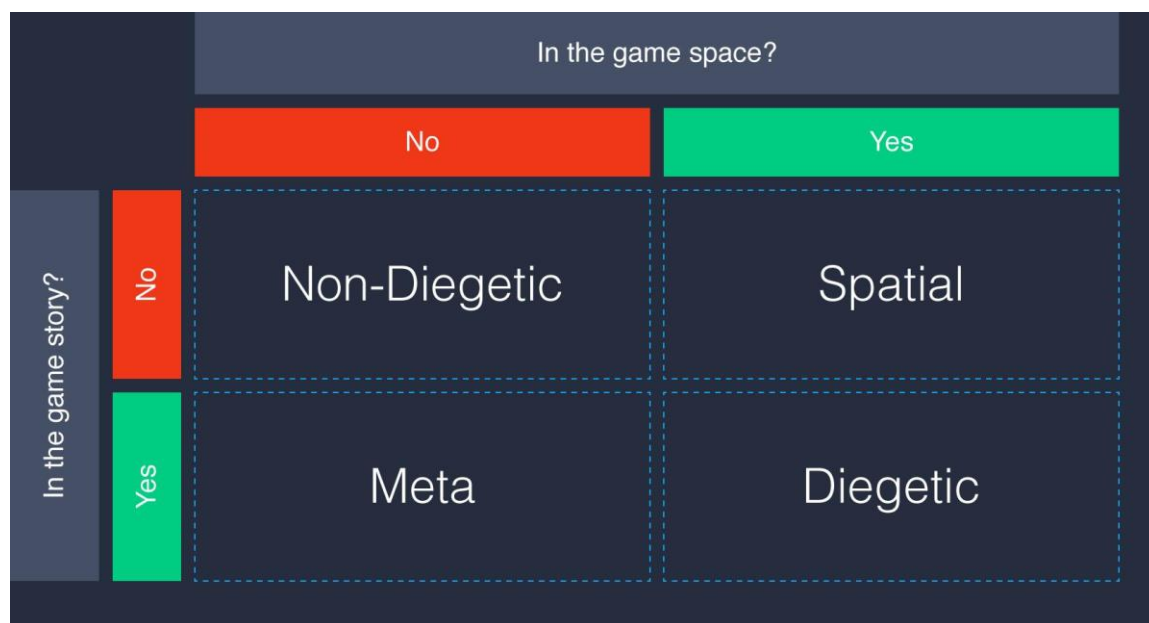 In the game space?
No
Yes
In the game story?
No
Non-Diegetic
Spatial
Yes
Meta
Diegetic